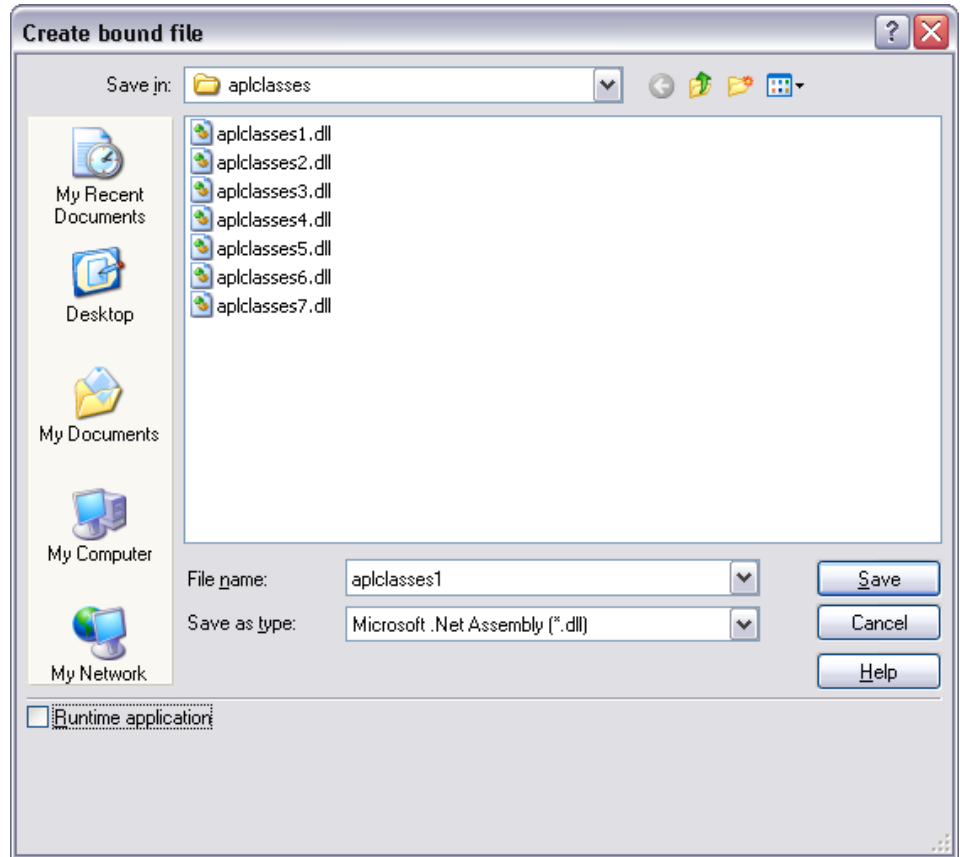 Create bound file
Save in:
aplclasses
aplclasses1.dll
aplclasses2.dll
aplclasses3.dll
aplclasses4.dll
aplclasses5.dll
aplclasses6.dll
aplclasses7.dll
My Recent
Documents
Desktop
My Documents
My Computer
My Network
File name:
aplclasses1
Save
Save as type:
Microsoft .Net Assembly (*.dll)
Cancel
Help
Runtime application